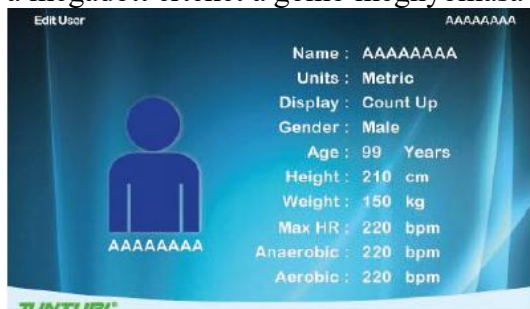 Edit User
AAAAAAAA
Name : AAAAAAAA
Units : Metric
Display : Count Up
Gender : Male
Age : 99 Years
Height : 210 cm
Weight : 150 kg
Max HR : 220 bpm
Anaerobic : 220 bpm
Aerobic : 220 bpm
AAAAAAAA